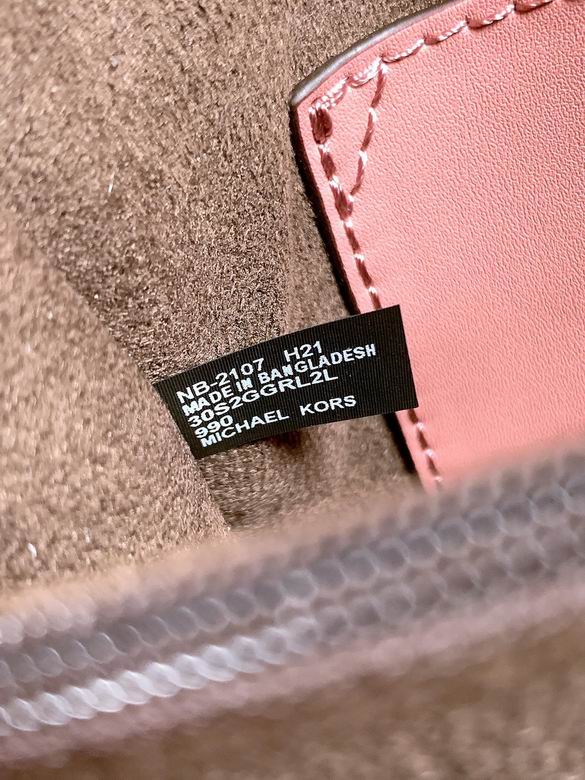 NB-2107 H21
MADE IN BANGLADESH
30S2GGRL2L
990
MICHAEL KORS